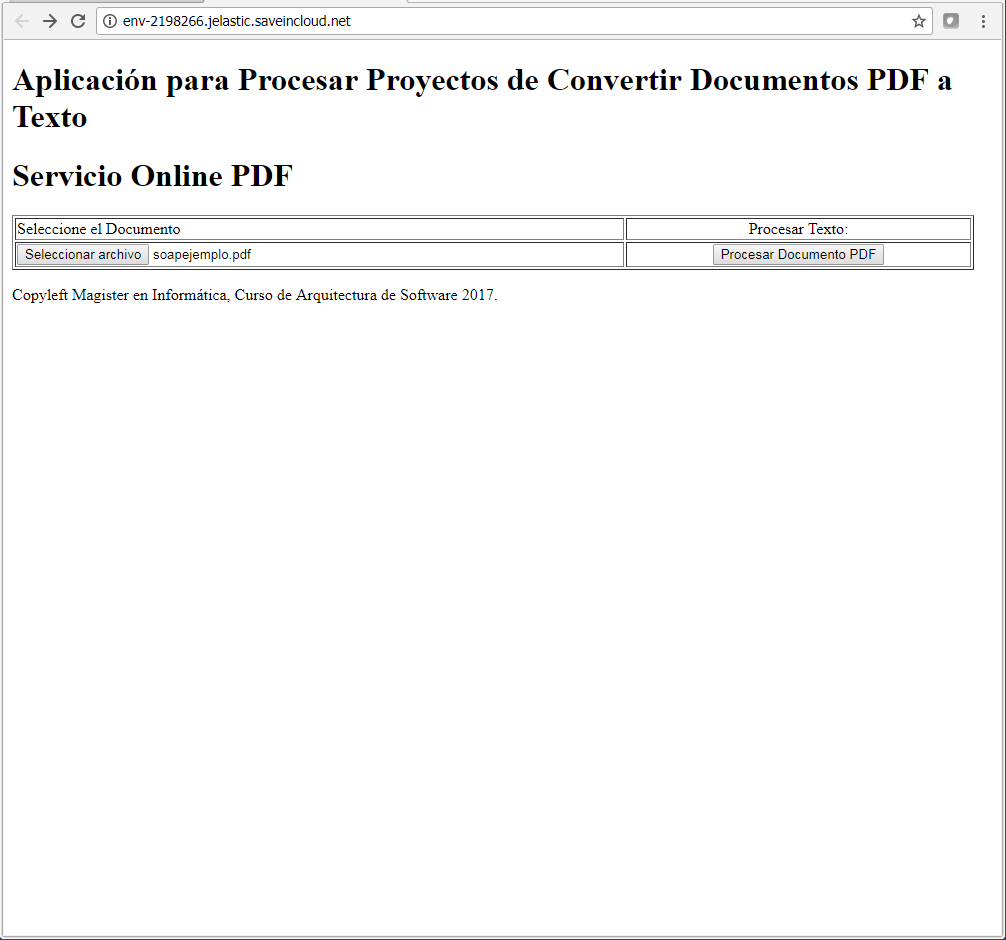 env-2198266.jelastic.saveincloud.net
Aplicación para Procesar Proyectos de Convertir Documentos PDF a
Texto
Servicio Online PDF
Seleccione el Documento Procesar Texto:
Seleccionar archivo soapejemplo.pdf Procesar Documento PDF
Copyleft Magister en Informática, Curso de Arquitectura de Software 2017.